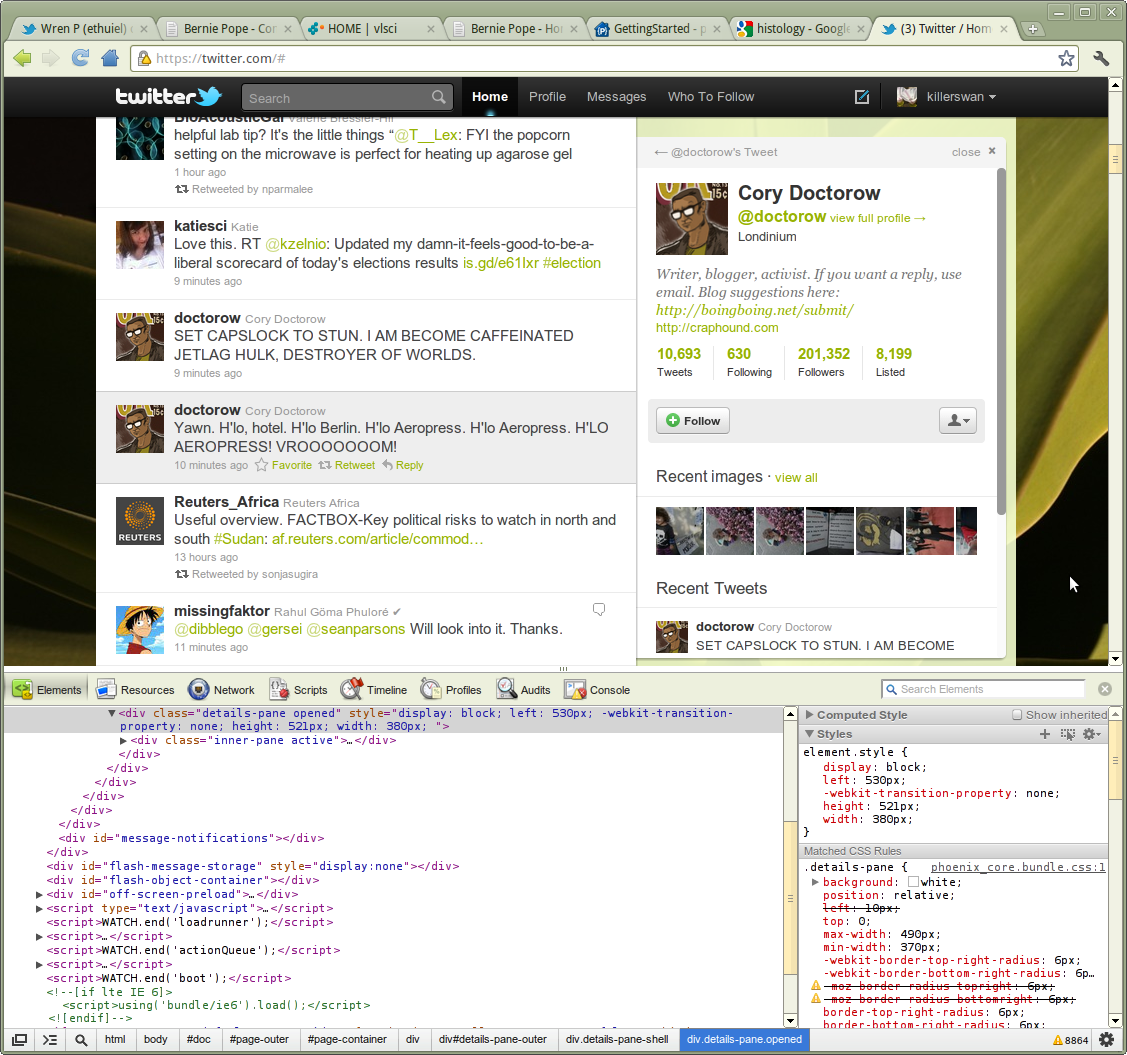 Wren P (ethuiel)
Bernie Pope - Cor
HOME | vlsci
Bernie Pope - Ho
GettingStarted - p
histology - Google
(3) Twitter / Hom
https://twitter.com/#
twitter
Search
Home
Profile
Messages
Who To Follow
killerswan
BioAcousticGal Valerie Bressler-Hill
helpful lab tip? It's the little things “@T__Lex: FYI the popcorn
setting on the microwave is perfect for heating up agarose gel
1 hour ago
Retweeted by nparmalee
katiesci Katie
Love this. RT @kzelnio: Updated my damn-it-feels-good-to-be-a-
liberal scorecard of today's elections results is.gd/e61Ixr #election
9 minutes ago
doctorow Cory Doctorow
SET CAPSLOCK TO STUN. I AM BECOME CAFFEINATED
JETLAG HULK, DESTROYER OF WORLDS.
9 minutes ago
doctorow Cory Doctorow
Yawn. H'lo, hotel. H'lo Berlin. H'lo Aeropress. H'lo Aeropress. H'LO
AEROPRESS! VROOOOOOM!
10 minutes ago Favorite Retweet Reply
REUTERS
Reuters_Africa Reuters Africa
Useful overview. FACTBOX-Key political risks to watch in north and
south #Sudan: af.reuters.com/article/commod…
13 hours ago
Retweeted by sonjasugira
missingfaktor Rahul Göma Phuloré ✔
@dibblego @gersei @seanparsons Will look into it. Thanks.
11 minutes ago
← @doctorow's Tweet
close ×
15¢
Cory Doctorow
@doctorow view full profile →
Londinium
Writer, blogger, activist. If you want a reply, use
email. Blog suggestions here:
http://boingboing.net/submit/
http://craphound.com
10,693 630 201,352 8,199
Tweets Following Followers Listed
Follow
Recent images · view all
Recent Tweets
doctorow Cory Doctorow
SET CAPSLOCK TO STUN. I AM BECOME
Elements
Resources
Network
Scripts
Timeline
Profiles
Audits
Console
Search Elements
▼<div class="details-pane opened" style="display: block; left: 530px; -webkit-transition-
property: none; height: 521px; width: 380px; ">
▶<div class="inner-pane active">…</div>
</div>
</div>
</div>
</div>
</div>
</div>
<div id="message-notifications"></div>
</div>
<div id="flash-message-storage" style="display:none"></div>
<div id="flash-object-container"></div>
▶<div id="off-screen-preload">…</div>
▶<script type="text/javascript">…</script>
<script>WATCH.end('loadrunner');</script>
▶<script>…</script>
<script>WATCH.end('actionQueue');</script>
▶<script>…</script>
<script>WATCH.end('boot');</script>
<!--[if lte IE 6]>
<script>using('bundle/ie6').load();</script>
<![endif]-->
▶ Computed Style
Show inherited
▼ Styles
element.style {
display: block;
left: 530px;
-webkit-transition-property: none;
height: 521px;
width: 380px;
}
Matched CSS Rules
.details-pane { phoenix_core.bundle.css:1
▶ background: white;
position: relative;
left: 10px;
top: 0;
max-width: 490px;
min-width: 370px;
-webkit-border-top-right-radius: 6px;
-webkit-border-bottom-right-radius: 6p…
-moz-border-radius-topright: 6px;
-moz-border-radius-bottomright: 6px;
border-top-right-radius: 6px;
border-bottom-right-radius: 6px;
html
body
#doc
#page-outer
#page-container
div
div#details-pane-outer
div.details-pane-shell
div.details-pane.opened
8864